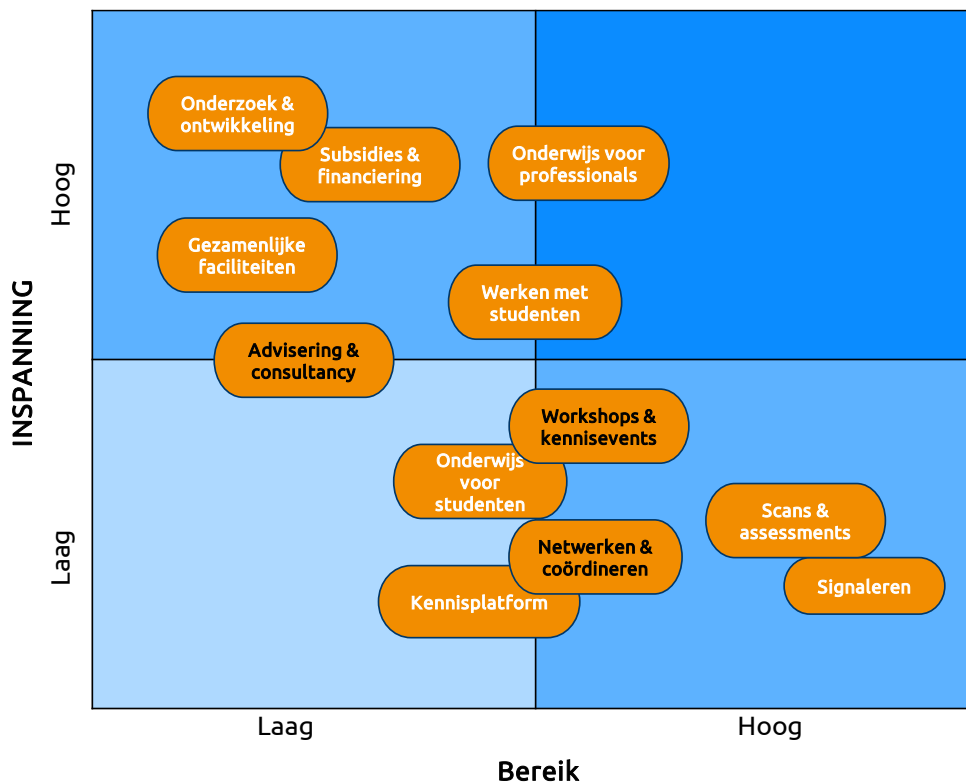 Onderzoek &
ontwikkeling
Subsidies &
financiering
Onderwijs voor
professionals
Hoog
Gezamenlijke
faciliteiten
Werken met
studenten
INSPANNING
Advisering &
consultancy
Workshops &
kennisevents
Onderwijs
voor
studenten
Scans &
assessments
Laag
Netwerken &
coördineren
Signaleren
Kennisplatform
Laag
Hoog
Bereik